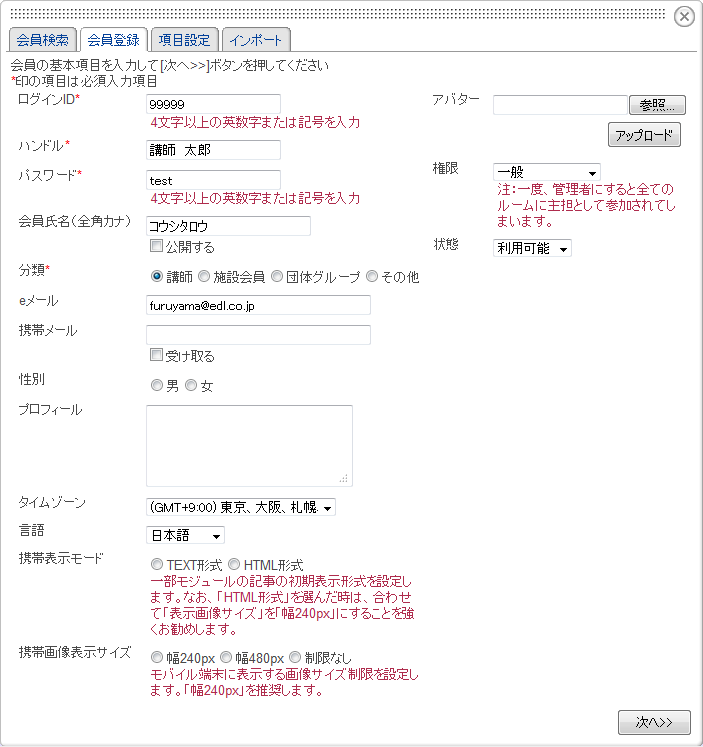 会員検索 会員登録 項目設定 インポート
会員の基本項目を入力して[次へ>>]ボタンを押してください
*印の項目は必須入力項目
ログインID* 99999
4文字以上の英数字または記号を入力
ハンドル* 講師 太郎
パスワード* test
4文字以上の英数字または記号を入力
会員氏名(全角カナ) コウシタロウ
公開する
分類* 講師 施設会員 団体グループ その他
eメール furuyama@edl.co.jp
携帯メール
受け取る
性別 男 女
プロフィール
タイムゾーン (GMT+9:00) 東京、大阪、札幌、
言語 日本語
携帯表示モード TEXT形式 HTML形式
一部モジュールの記事の初期表示形式を設定し
ます。なお、「HTML形式」を選んだ時は、合わせ
て「表示画像サイズ」を「幅240px」にすることを強
くお勧めします。
携帯画像表示サイズ 幅240px 幅480px 制限なし
モバイル端末に表示する画像サイズ制限を設定し
ます。「幅240px」を推奨します。
アバター 参照...
アップロード
権限 一般
注:一度、管理者にすると全ての
ルームに主担として参加されてし
まいます。
状態 利用可能
次へ>>